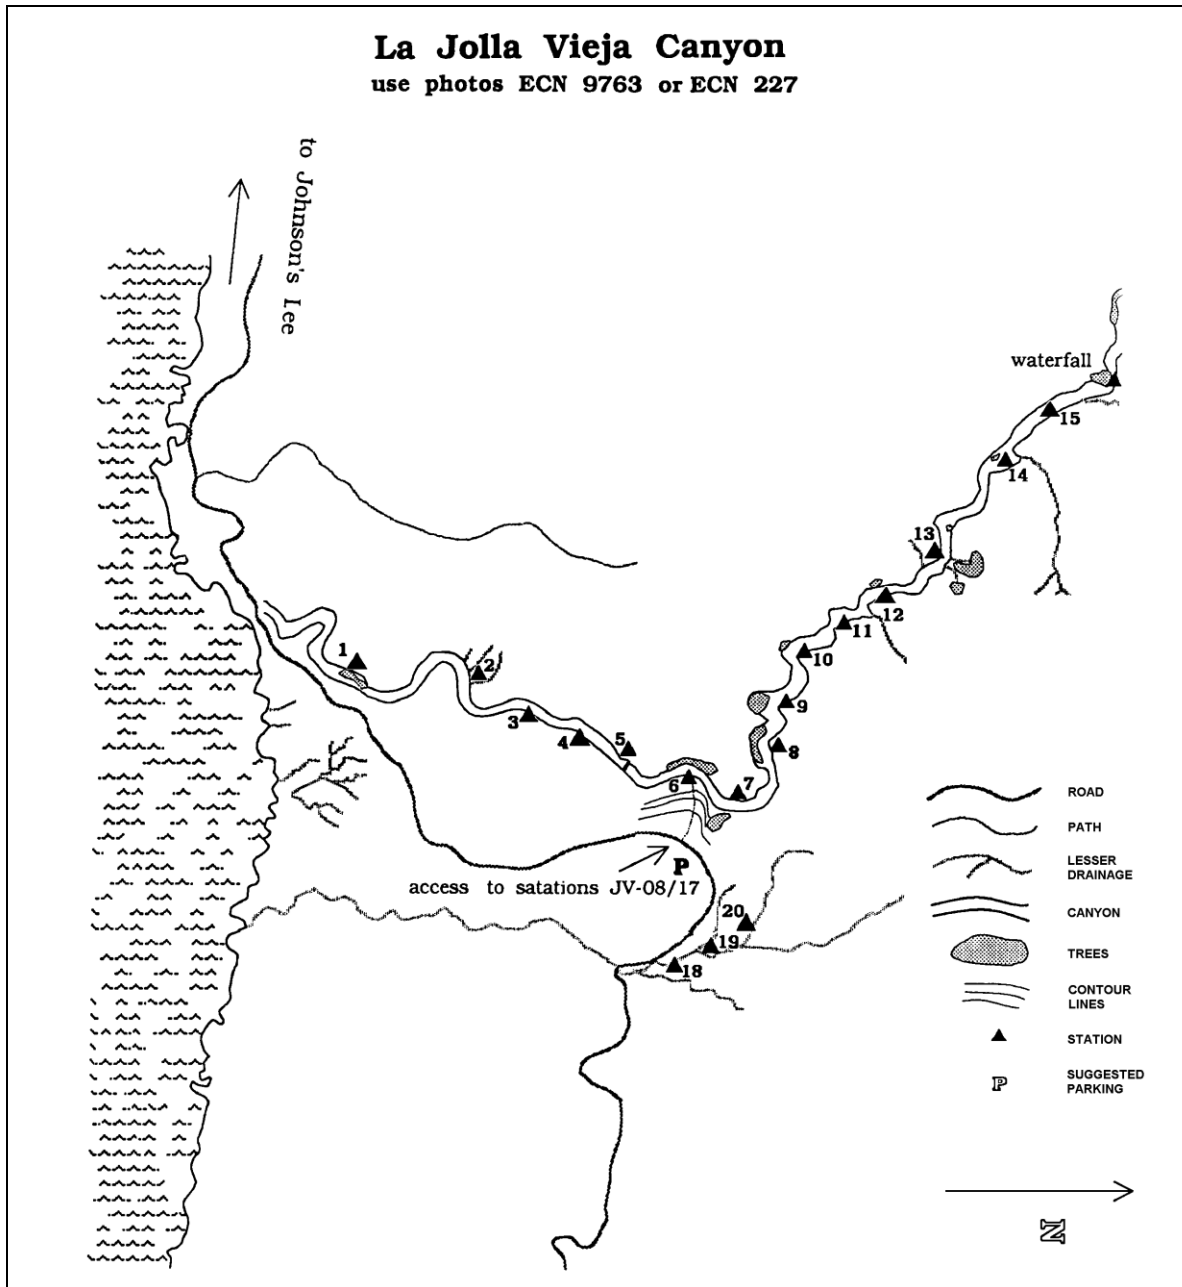 La Jolla Vieja Canyon
use photos ECN 9763 or ECN 227
to Johnson's Lee
waterfall
15
14
13
12
11
10
9
8
1
2
3
4
5
6
7
P
access to satations JV-08/17
20
19
18
ROAD
PATH
LESSER
DRAINAGE
CANYON
TREES
CONTOUR
LINES
STATION
P
SUGGESTED
PARKING
N